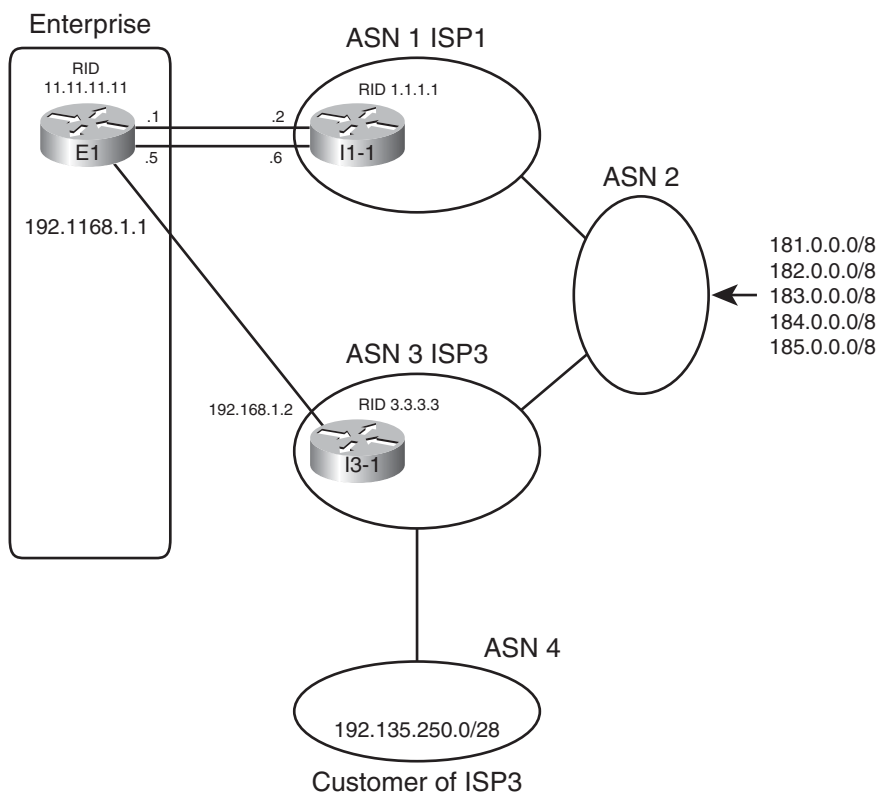 Enterprise
RID
11.11.11.11
E1
.1
.5
192.1168.1.1
ASN 1 ISP1
RID 1.1.1.1
.2
.6
I1-1
ASN 2
181.0.0.0/8
182.0.0.0/8
183.0.0.0/8
184.0.0.0/8
185.0.0.0/8
ASN 3 ISP3
192.168.1.2
RID 3.3.3.3
I3-1
ASN 4
192.135.250.0/28
Customer of ISP3